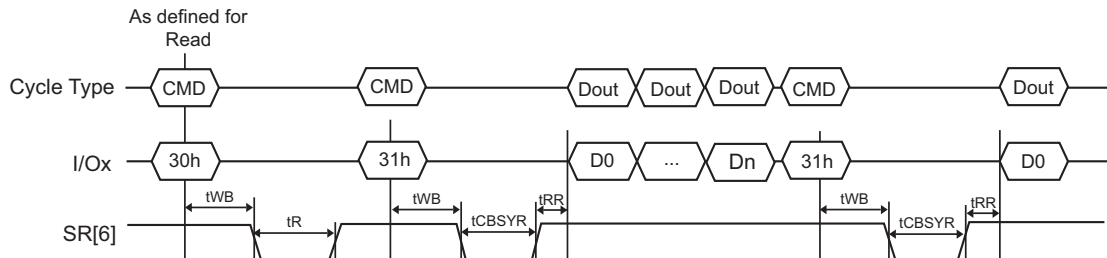 As defined for
Read
Cycle Type CMD CMD Dout Dout Dout CMD Dout
I/Ox 30h 31h D0 ... Dn 31h D0
tWB tR tWB tCBSYR tRR tWB tCBSYR tRR
SR[6]